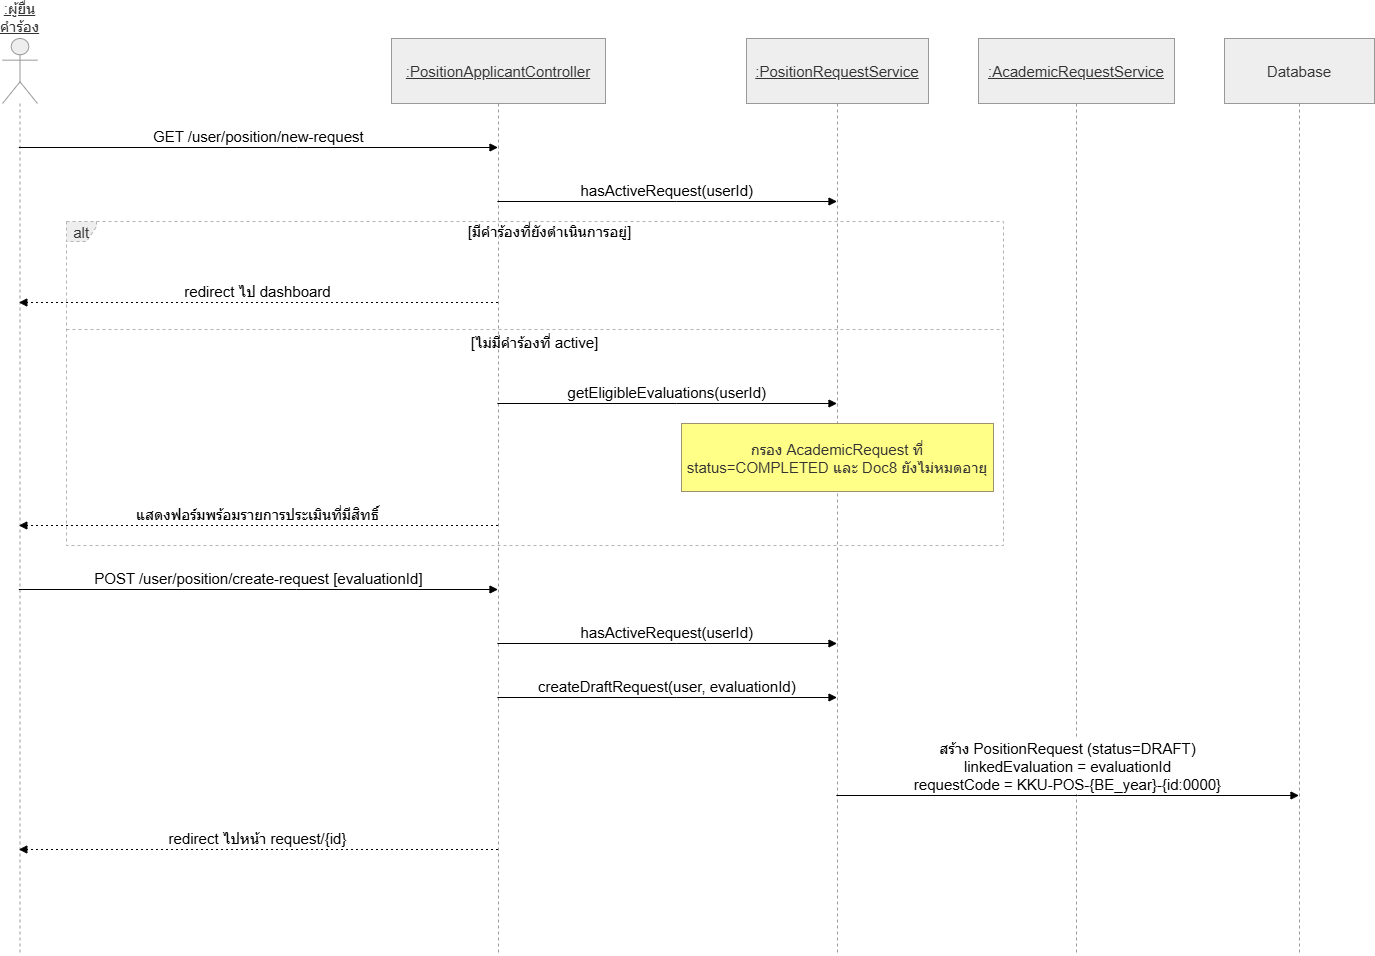 :ผู้ยื่น
คำร้อง
:PositionApplicantController
:PositionRequestService
:AcademicRequestService
Database
GET /user/position/new-request
hasActiveRequest(userId)
alt
[มีคำร้องที่ยังดำเนินการอยู่]
redirect ไป dashboard
[ไม่มีคำร้องที่ active]
getEligibleEvaluations(userId)
กรอง AcademicRequest ที่
status=COMPLETED และ Doc8 ยังไม่หมดอายุ
แสดงฟอร์มพร้อมรายการประเมินที่มีสิทธิ์
POST /user/position/create-request [evaluationId]
hasActiveRequest(userId)
createDraftRequest(user, evaluationId)
สร้าง PositionRequest (status=DRAFT)
linkedEvaluation = evaluationId
requestCode = KKU-POS-{BE_year}-{id:0000}
redirect ไปหน้า request/{id}